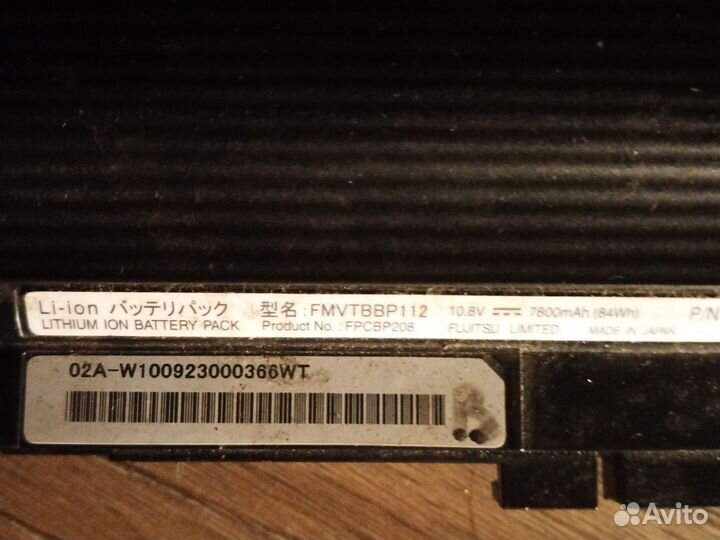 Li-ion バッテリパック 型名:FMVTBBP112 10.8V 7800mAh (84Wh) P/N
LITHIUM ION BATTERY PACK Product No.:FPCBP208 FUJITSU LIMITED MADE IN JAPAN
02A-W100923000366WT
Avito